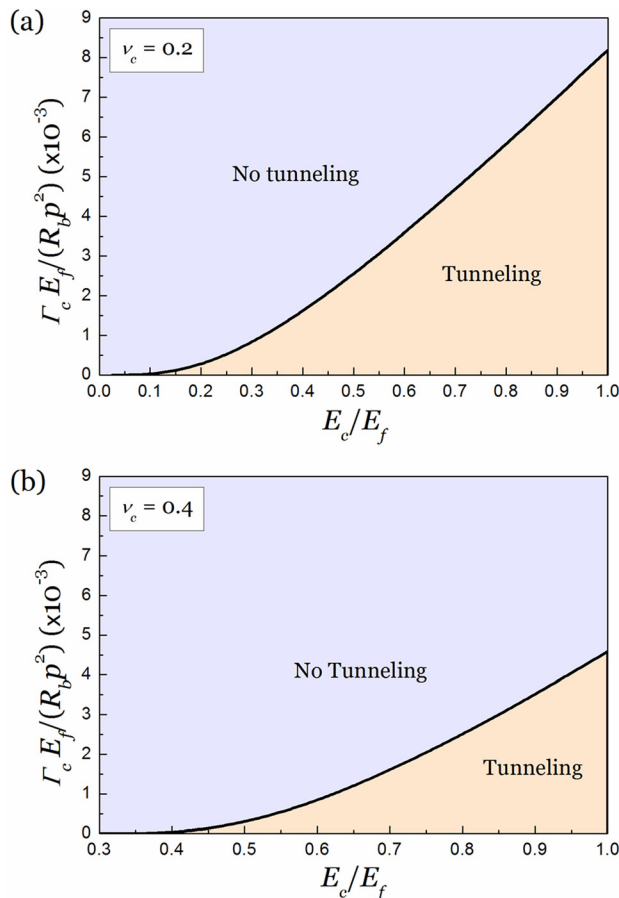 (a)
9
8
7
6
5
4
3
2
1
0
ν_c = 0.2
No tunneling
Tunneling
Γ_c E_f/(R_b p²) (x10⁻³)
0.0 0.1 0.2 0.3 0.4 0.5 0.6 0.7 0.8 0.9 1.0
E_c/E_f
(b)
9
8
7
6
5
4
3
2
1
0
ν_c = 0.4
No Tunneling
Tunneling
Γ_c E_f/(R_b p²) (x10⁻³)
0.3 0.4 0.5 0.6 0.7 0.8 0.9 1.0
E_c/E_f